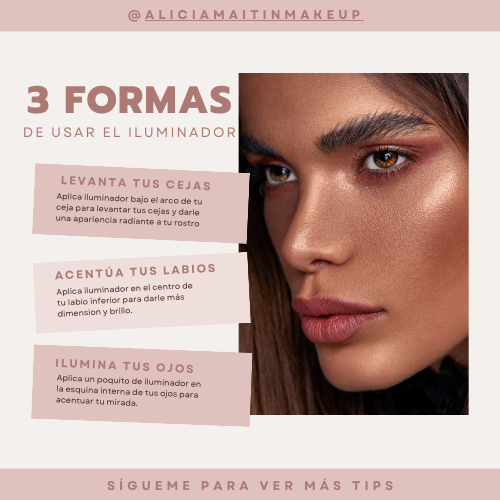 @ALICIAMAITINMAKEUP
3 FORMAS
DE USAR EL ILUMINADOR
LEVANTA TUS CEJAS
Aplica iluminador bajo el arco de tu
ceja para levantar tus cejas y darle
una apariencia radiante a tu rostro
ACENTÚA TUS LABIOS
Aplica iluminador en el centro de
tu labio inferior para darle más
dimension y brillo.
ILUMINA TUS OJOS
Aplica un poquito de iluminador en
la esquina interna de tus ojos para
acentuar tu mirada.
SÍGUEME PARA VER MÁS TIPS